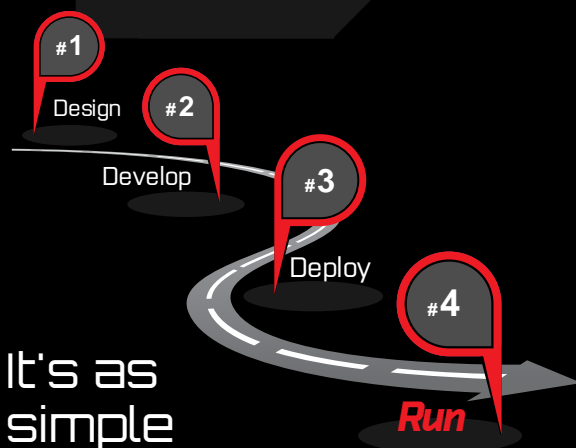 #1
Design
#2
Develop
#3
Deploy
#4
Run
It's as
simple